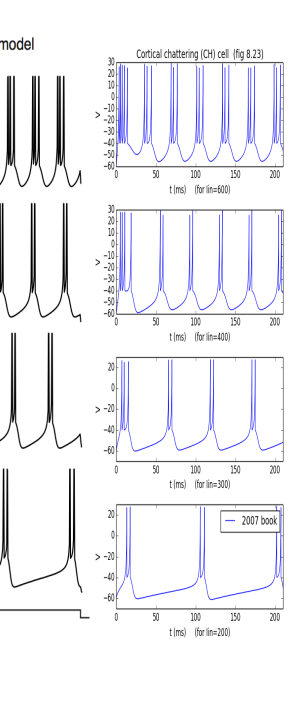 model
Cortical chattering (CH) cell (fig 8.23)
30
20
10
0
−10
−20
−30
−40
−50
−60
V
0 50 100 150 200
t (ms) (for Iin=600)
30
20
10
0
−10
−20
−30
−40
−50
−60
V
0 50 100 150 200
t (ms) (for Iin=400)
20
0
−20
−40
−60
V
0 50 100 150 200
t (ms) (for Iin=300)
2007 book
20
0
−20
−40
−60
V
0 50 100 150 200
t (ms) (for Iin=200)